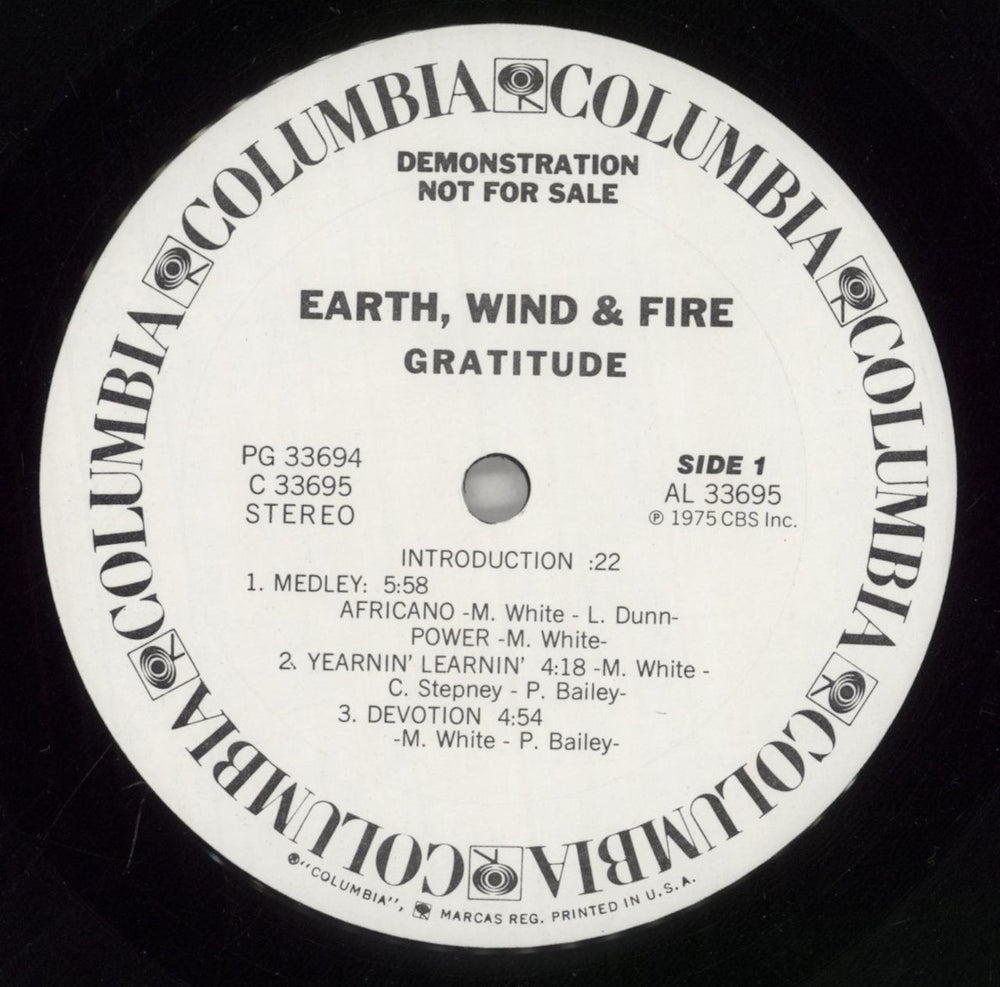 COLUMBIA COLUMBIA COLUMBIA COLUMBIA COLUMBIA COLUMBIA
DEMONSTRATION
NOT FOR SALE
EARTH, WIND & FIRE
GRATITUDE
PG 33694
C 33695
STEREO
SIDE 1
AL 33695
℗ 1975 CBS Inc.
INTRODUCTION :22
1. MEDLEY: 5:58
AFRICANO -M. White - L. Dunn-
POWER -M. White-
2. YEARNIN' LEARNIN' 4:18 -M. White -
C. Stepney - P. Bailey-
3. DEVOTION 4:54
-M. White - P. Bailey-
®"COLUMBIA", MARCAS REG. PRINTED IN U.S.A.